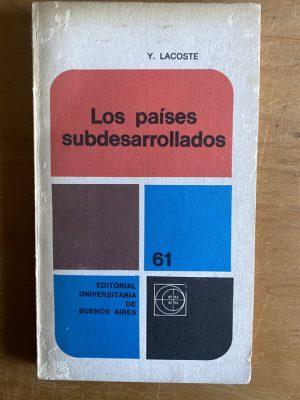 Y. LACOSTE
Los países
subdesarrollados
61
EDITORIAL
UNIVERSITARIA
DE
BUENOS AIRES